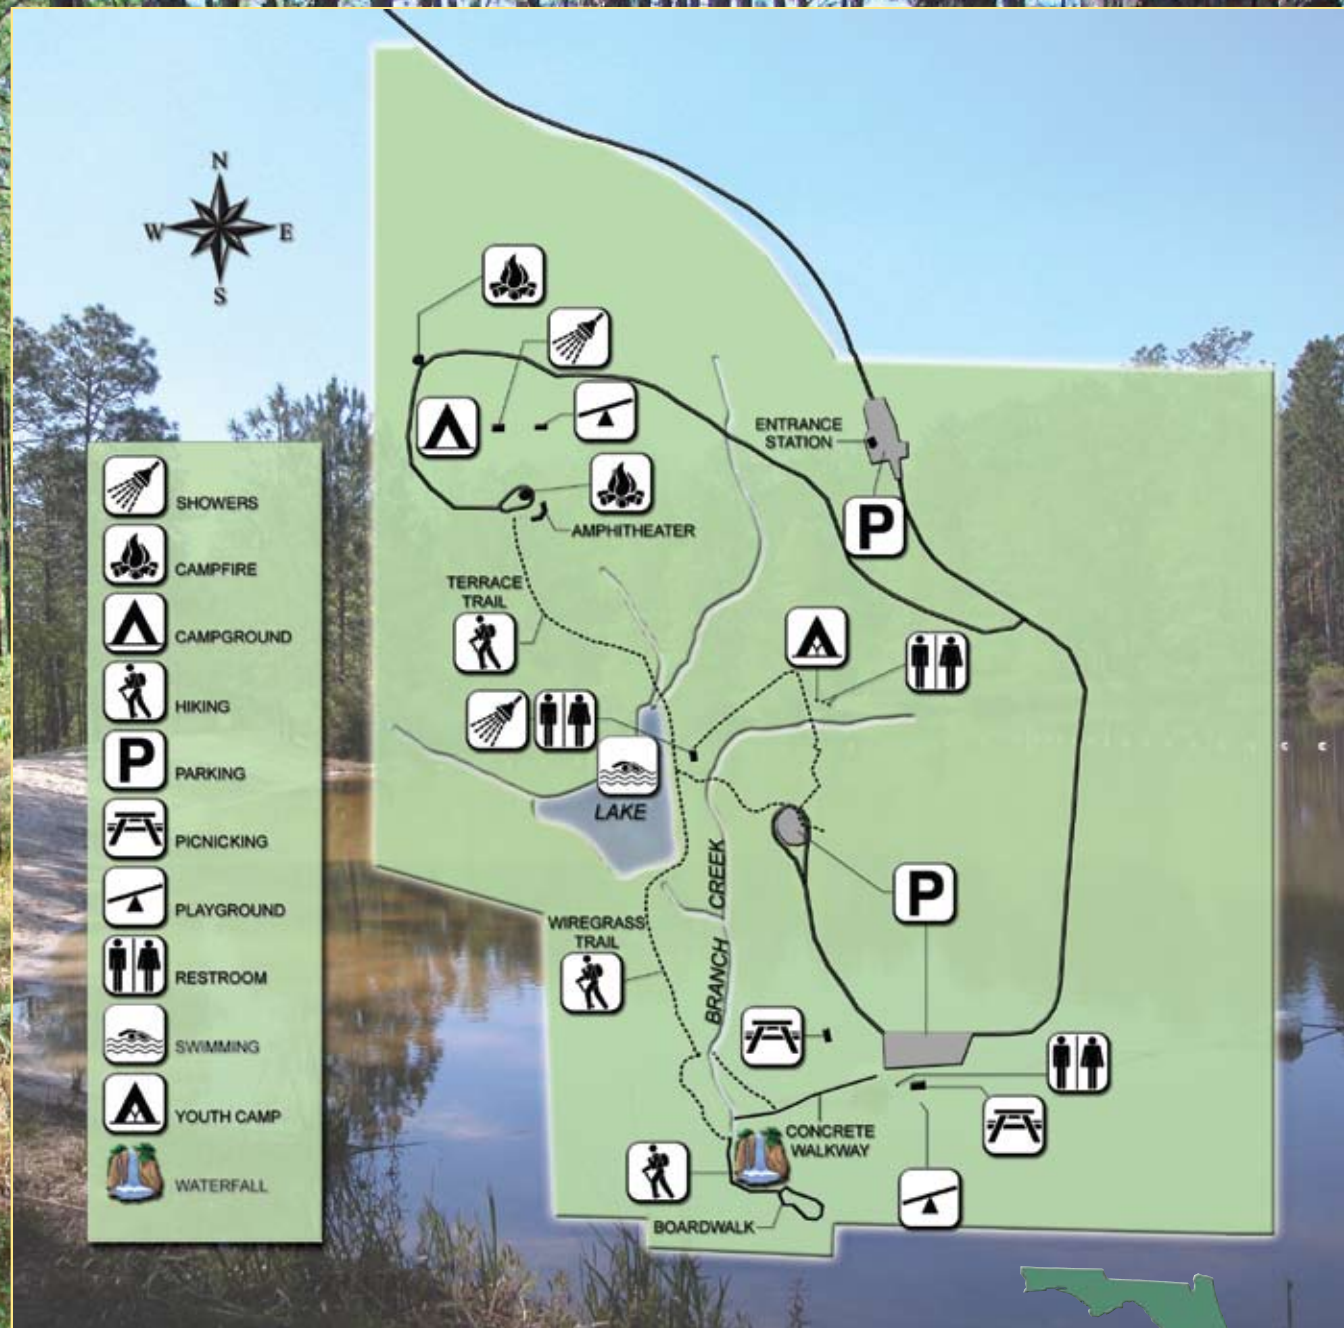 N
W E
S
ENTRANCE
STATION
P
AMPHITHEATER
TERRACE
TRAIL
LAKE
P
BRANCH CREEK
WIREGRASS
TRAIL
CONCRETE
WALKWAY
BOARDWALK
SHOWERS
CAMPFIRE
CAMPGROUND
HIKING
P PARKING
PICNICKING
PLAYGROUND
RESTROOM
SWIMMING
YOUTH CAMP
WATERFALL